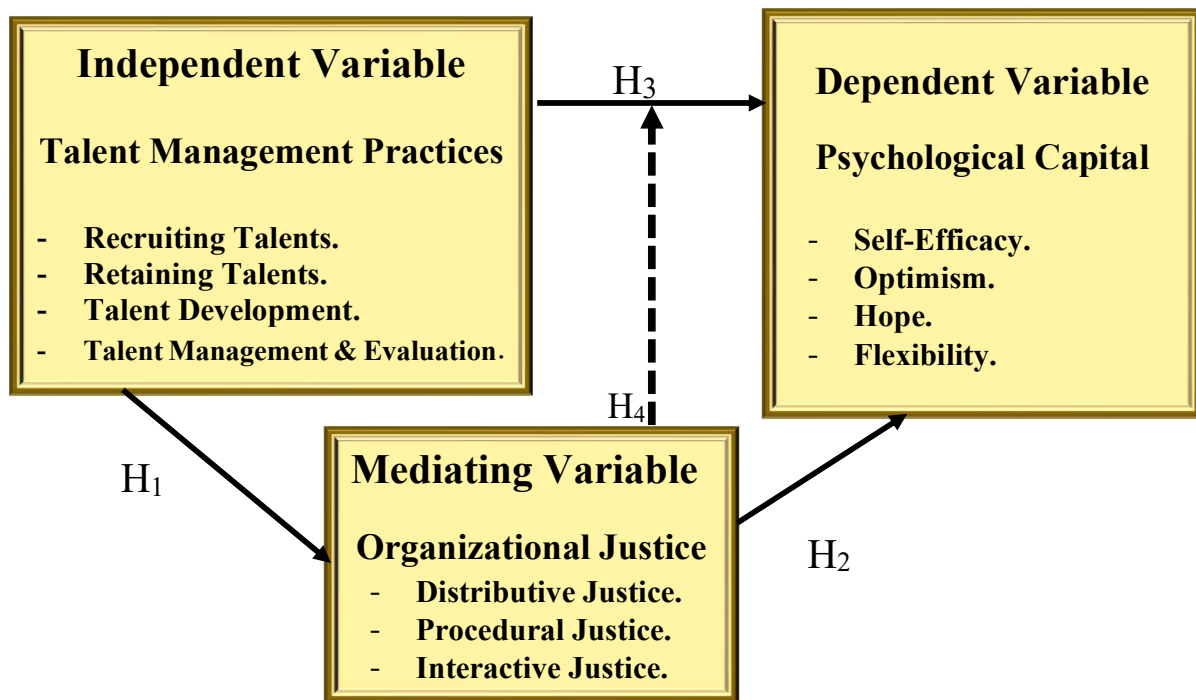 Independent Variable
Talent Management Practices
- Recruiting Talents.
- Retaining Talents.
- Talent Development.
- Talent Management & Evaluation.
H₃
Dependent Variable
Psychological Capital
- Self-Efficacy.
- Optimism.
- Hope.
- Flexibility.
H₁
H₄
Mediating Variable
Organizational Justice
- Distributive Justice.
- Procedural Justice.
- Interactive Justice.
H₂